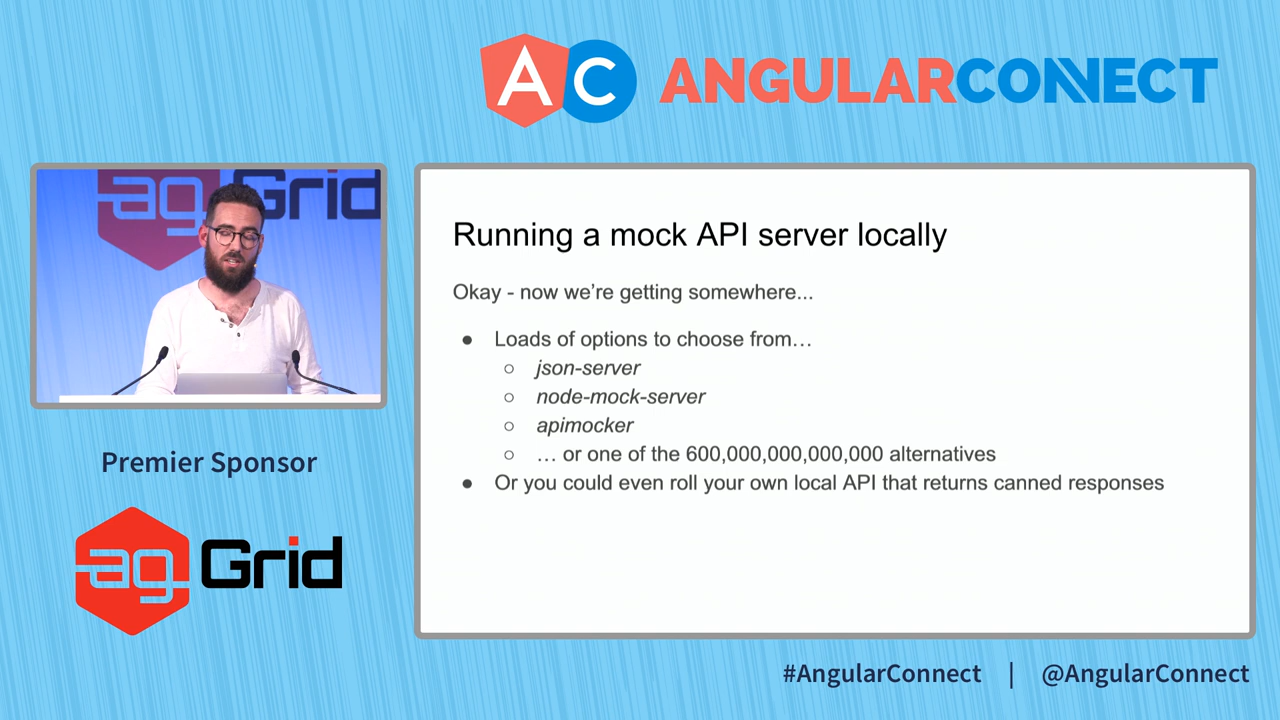 AC ANGULARCONNECT
ag Grid
Running a mock API server locally
Okay - now we're getting somewhere...
● Loads of options to choose from…
○ json-server
○ node-mock-server
○ apimocker
○ … or one of the 600,000,000,000,000 alternatives
● Or you could even roll your own local API that returns canned responses
Premier Sponsor
ag Grid
#AngularConnect | @AngularConnect